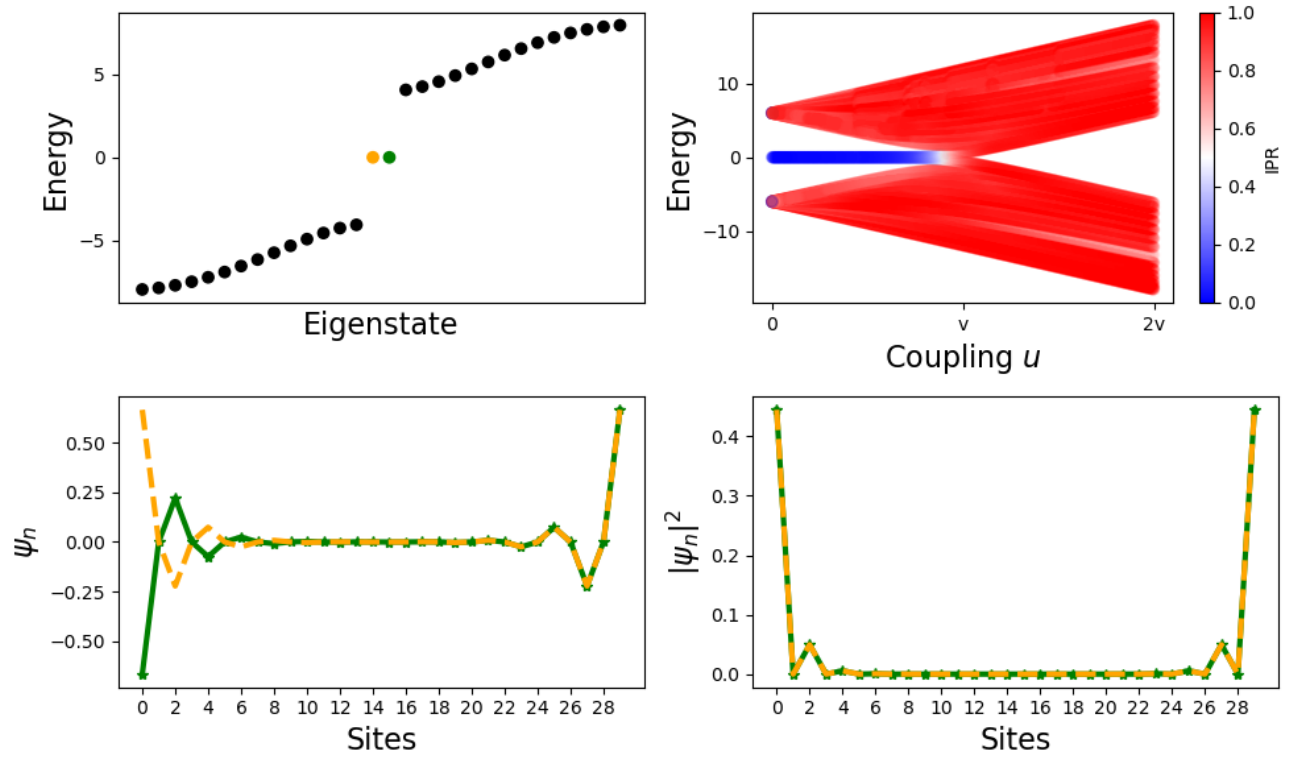 Energy
5
0
−5
Eigenstate
Energy
10
0
−10
0
v
2v
Coupling u
1.0
0.8
0.6
0.4
0.2
0.0
IPR
ψn
0.50
0.25
0.00
−0.25
−0.50
0 2 4 6 8 10 12 14 16 18 20 22 24 26 28
Sites
|ψn|²
0.4
0.3
0.2
0.1
0.0
0 2 4 6 8 10 12 14 16 18 20 22 24 26 28
Sites